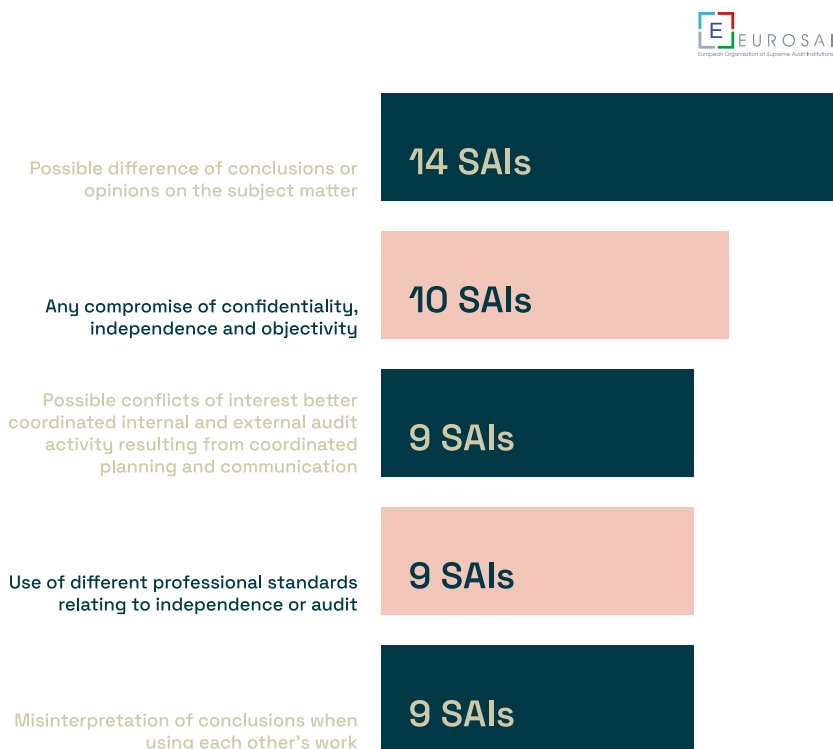 E EUROSAI
European Organisation of Supreme Audit Institutions
Possible difference of conclusions or
opinions on the subject matter
14 SAIs
Any compromise of confidentiality,
independence and objectivity
10 SAIs
Possible conflicts of interest better
coordinated internal and external audit
activity resulting from coordinated
planning and communication
9 SAIs
Use of different professional standards
relating to independence or audit
9 SAIs
Misinterpretation of conclusions when
using each other's work
9 SAIs